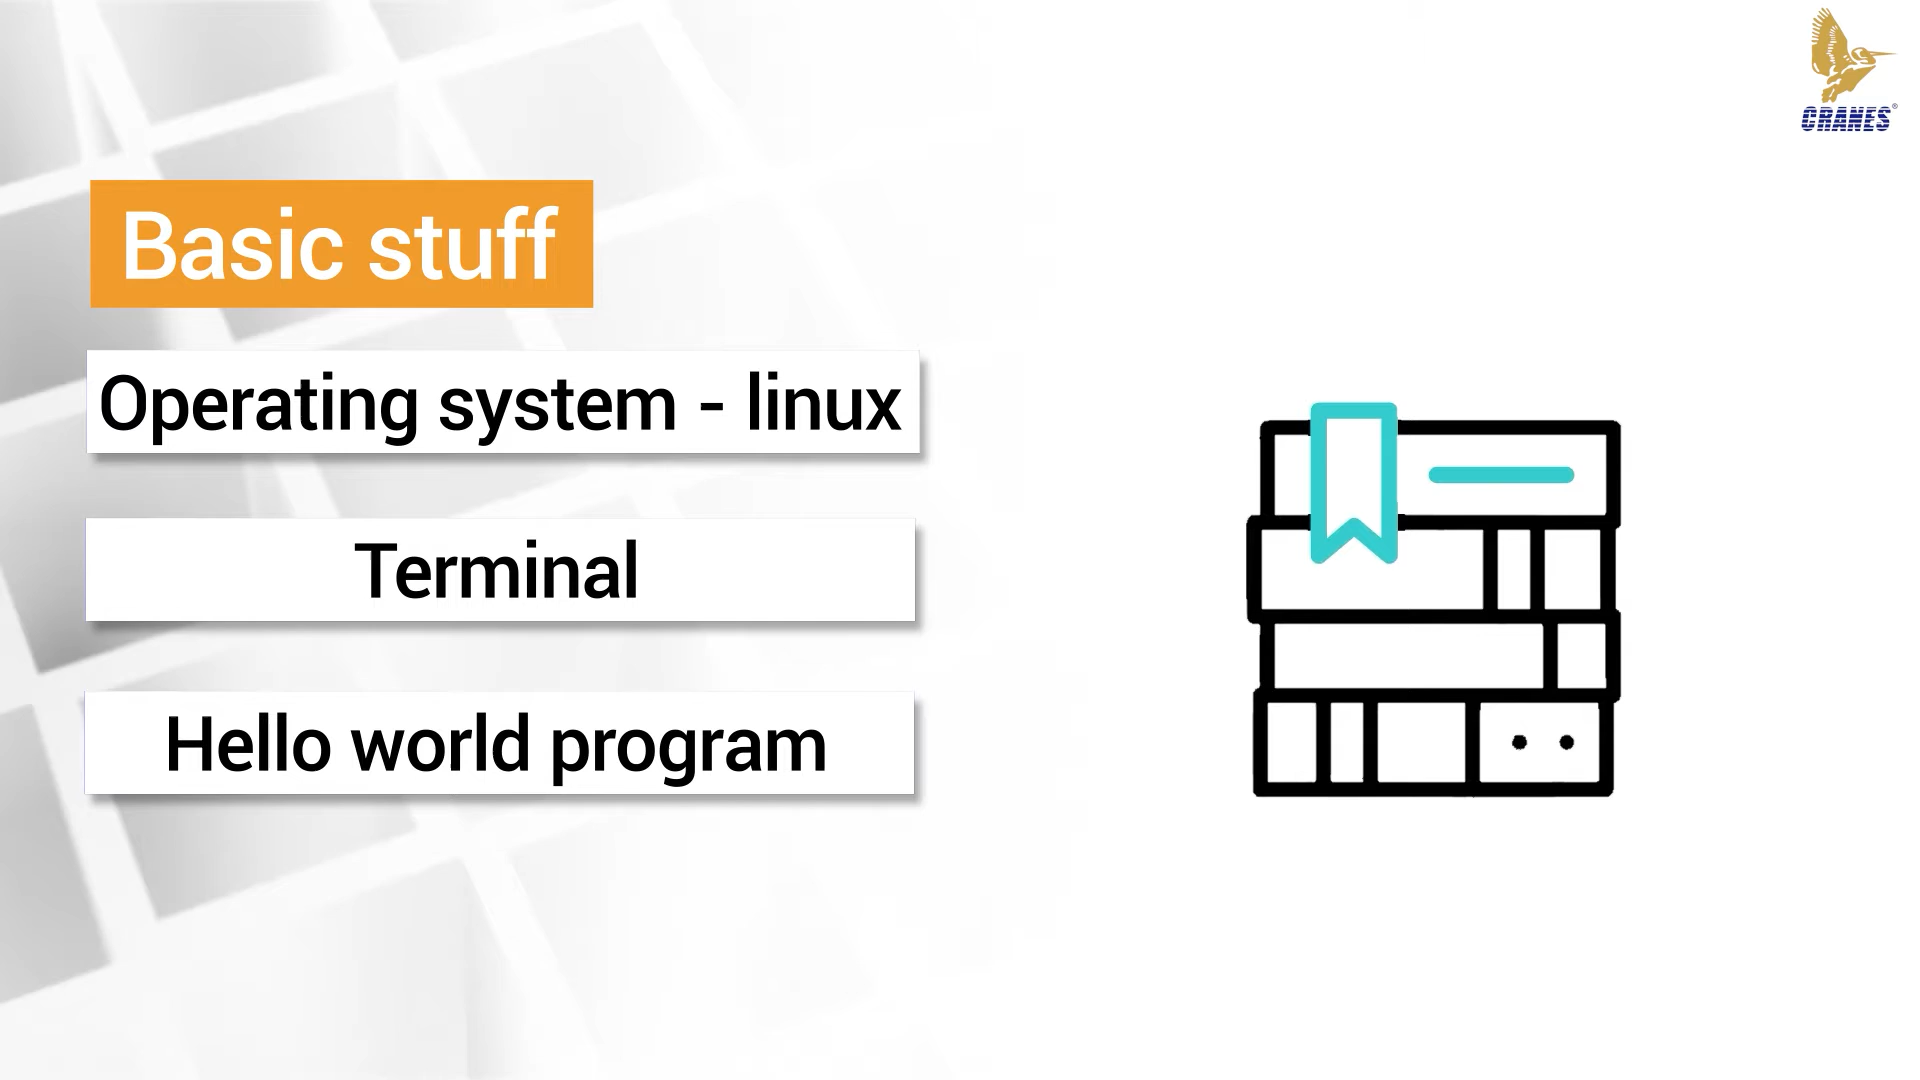 CRANES®
Basic stuff
Operating system - linux
Terminal
Hello world program